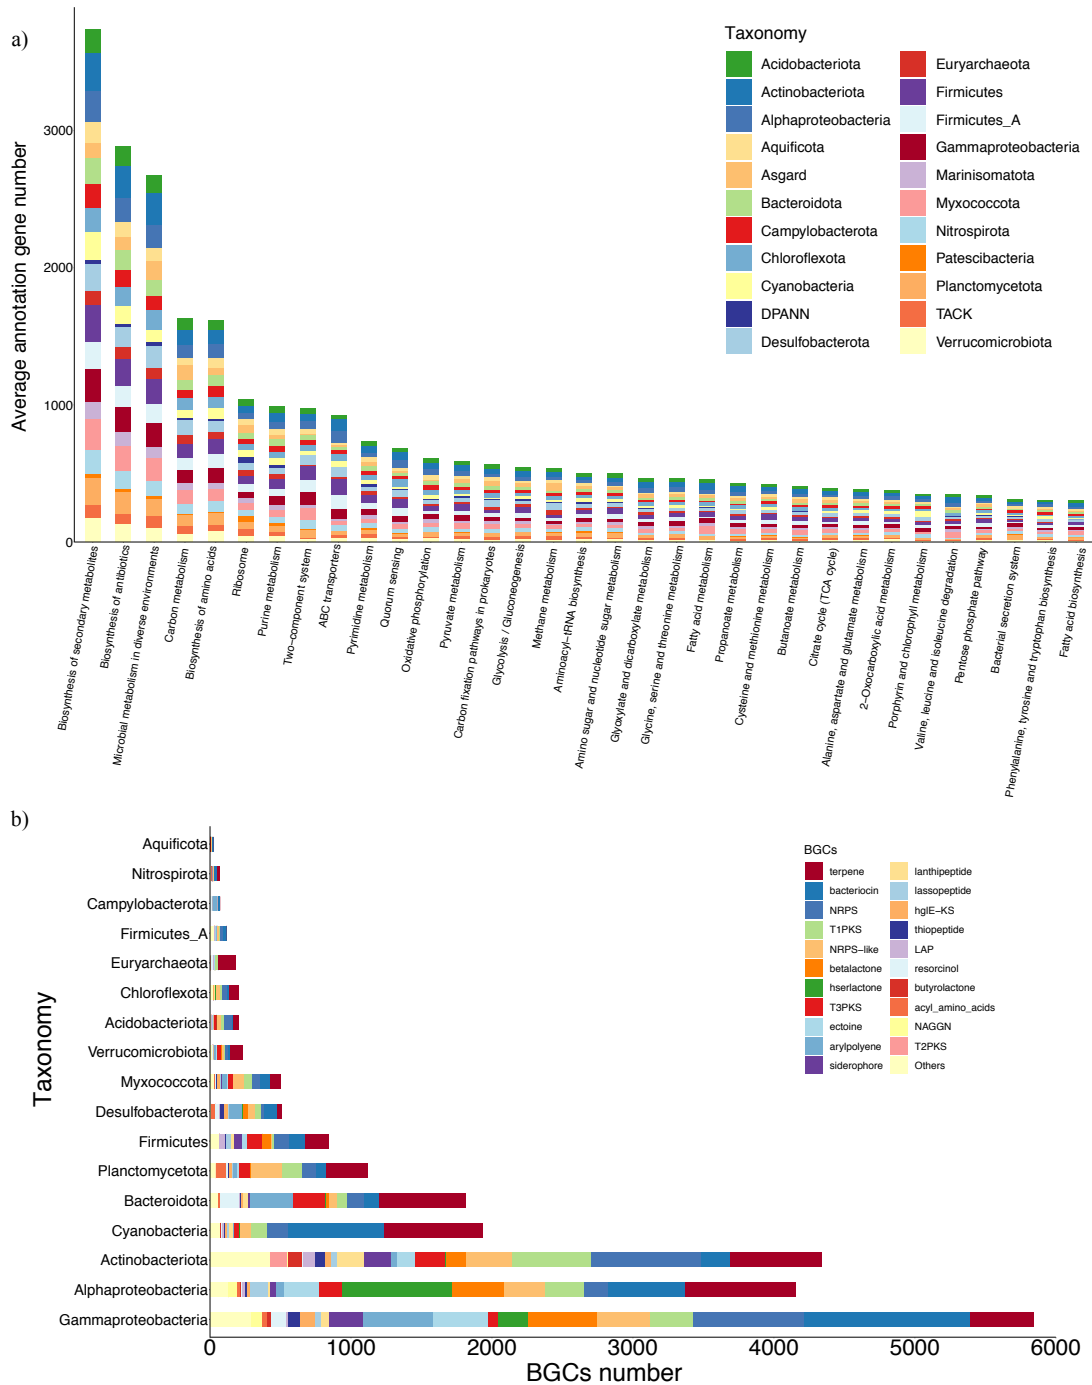 a)
Average annotation gene number
3000
2000
1000
0
Taxonomy
Acidobacteriota
Actinobacteriota
Alphaproteobacteria
Aquificota
Asgard
Bacteroidota
Campylobacterota
Chloroflexota
Cyanobacteria
DPANN
Desulfobacterota
Euryarchaeota
Firmicutes
Firmicutes_A
Gammaproteobacteria
Marinisomatota
Myxococcota
Nitrospirota
Patescibacteria
Planctomycetota
TACK
Verrucomicrobiota
Biosynthesis of secondary metabolites
Biosynthesis of antibiotics
Microbial metabolism in diverse environments
Carbon metabolism
Biosynthesis of amino acids
Ribosome
Purine metabolism
Two−component system
ABC transporters
Pyrimidine metabolism
Quorum sensing
Oxidative phosphorylation
Pyruvate metabolism
Carbon fixation pathways in prokaryotes
Glycolysis / Gluconeogenesis
Methane metabolism
Aminoacyl−tRNA biosynthesis
Amino sugar and nucleotide sugar metabolism
Glyoxylate and dicarboxylate metabolism
Glycine, serine and threonine metabolism
Fatty acid metabolism
Propanoate metabolism
Cysteine and methionine metabolism
Butanoate metabolism
Citrate cycle (TCA cycle)
Alanine, aspartate and glutamate metabolism
2−Oxocarboxylic acid metabolism
Porphyrin and chlorophyll metabolism
Valine, leucine and isoleucine degradation
Pentose phosphate pathway
Bacterial secretion system
Phenylalanine, tyrosine and tryptophan biosynthesis
Fatty acid biosynthesis
b)
Taxonomy
Aquificota
Nitrospirota
Campylobacterota
Firmicutes_A
Euryarchaeota
Chloroflexota
Acidobacteriota
Verrucomicrobiota
Myxococcota
Desulfobacterota
Firmicutes
Planctomycetota
Bacteroidota
Cyanobacteria
Actinobacteriota
Alphaproteobacteria
Gammaproteobacteria
BGCs
terpene
bacteriocin
NRPS
T1PKS
NRPS−like
betalactone
hserlactone
T3PKS
ectoine
arylpolyene
siderophore
lanthipeptide
lassopeptide
hglE−KS
thiopeptide
LAP
resorcinol
butyrolactone
acyl_amino_acids
NAGGN
T2PKS
Others
0 1000 2000 3000 4000 5000 6000
BGCs number